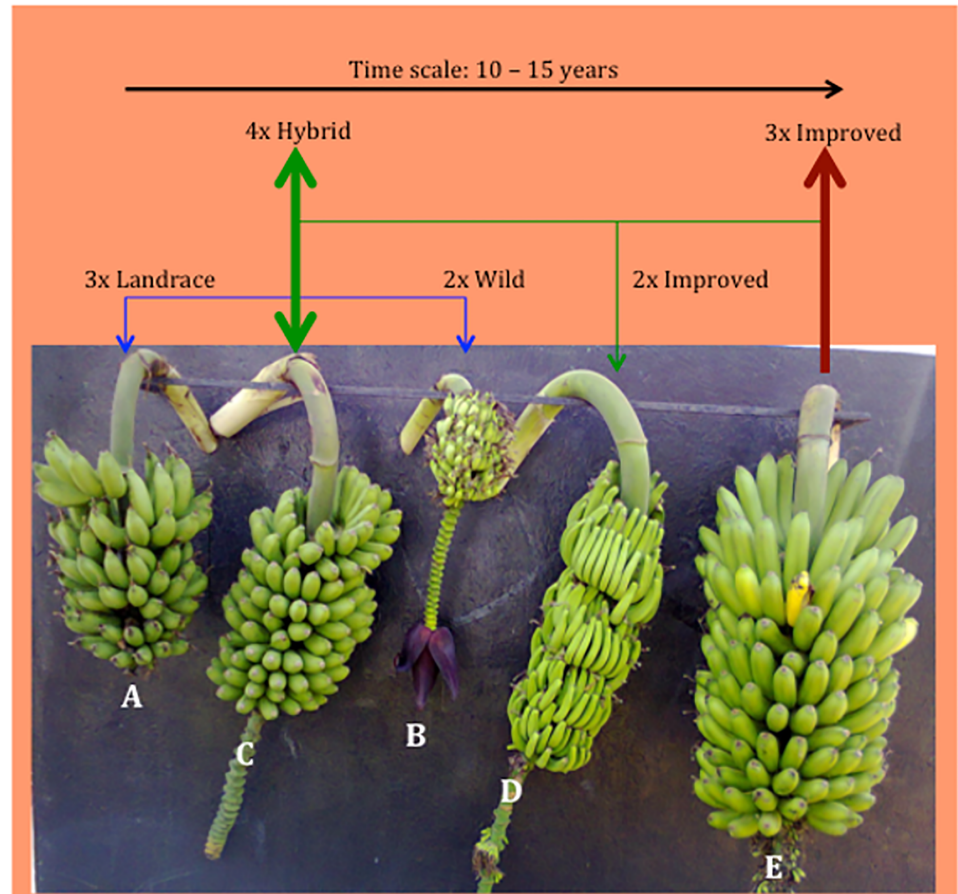 Time scale: 10 – 15 years
4x Hybrid
3x Improved
3x Landrace
2x Wild
2x Improved
A
B
C
D
E